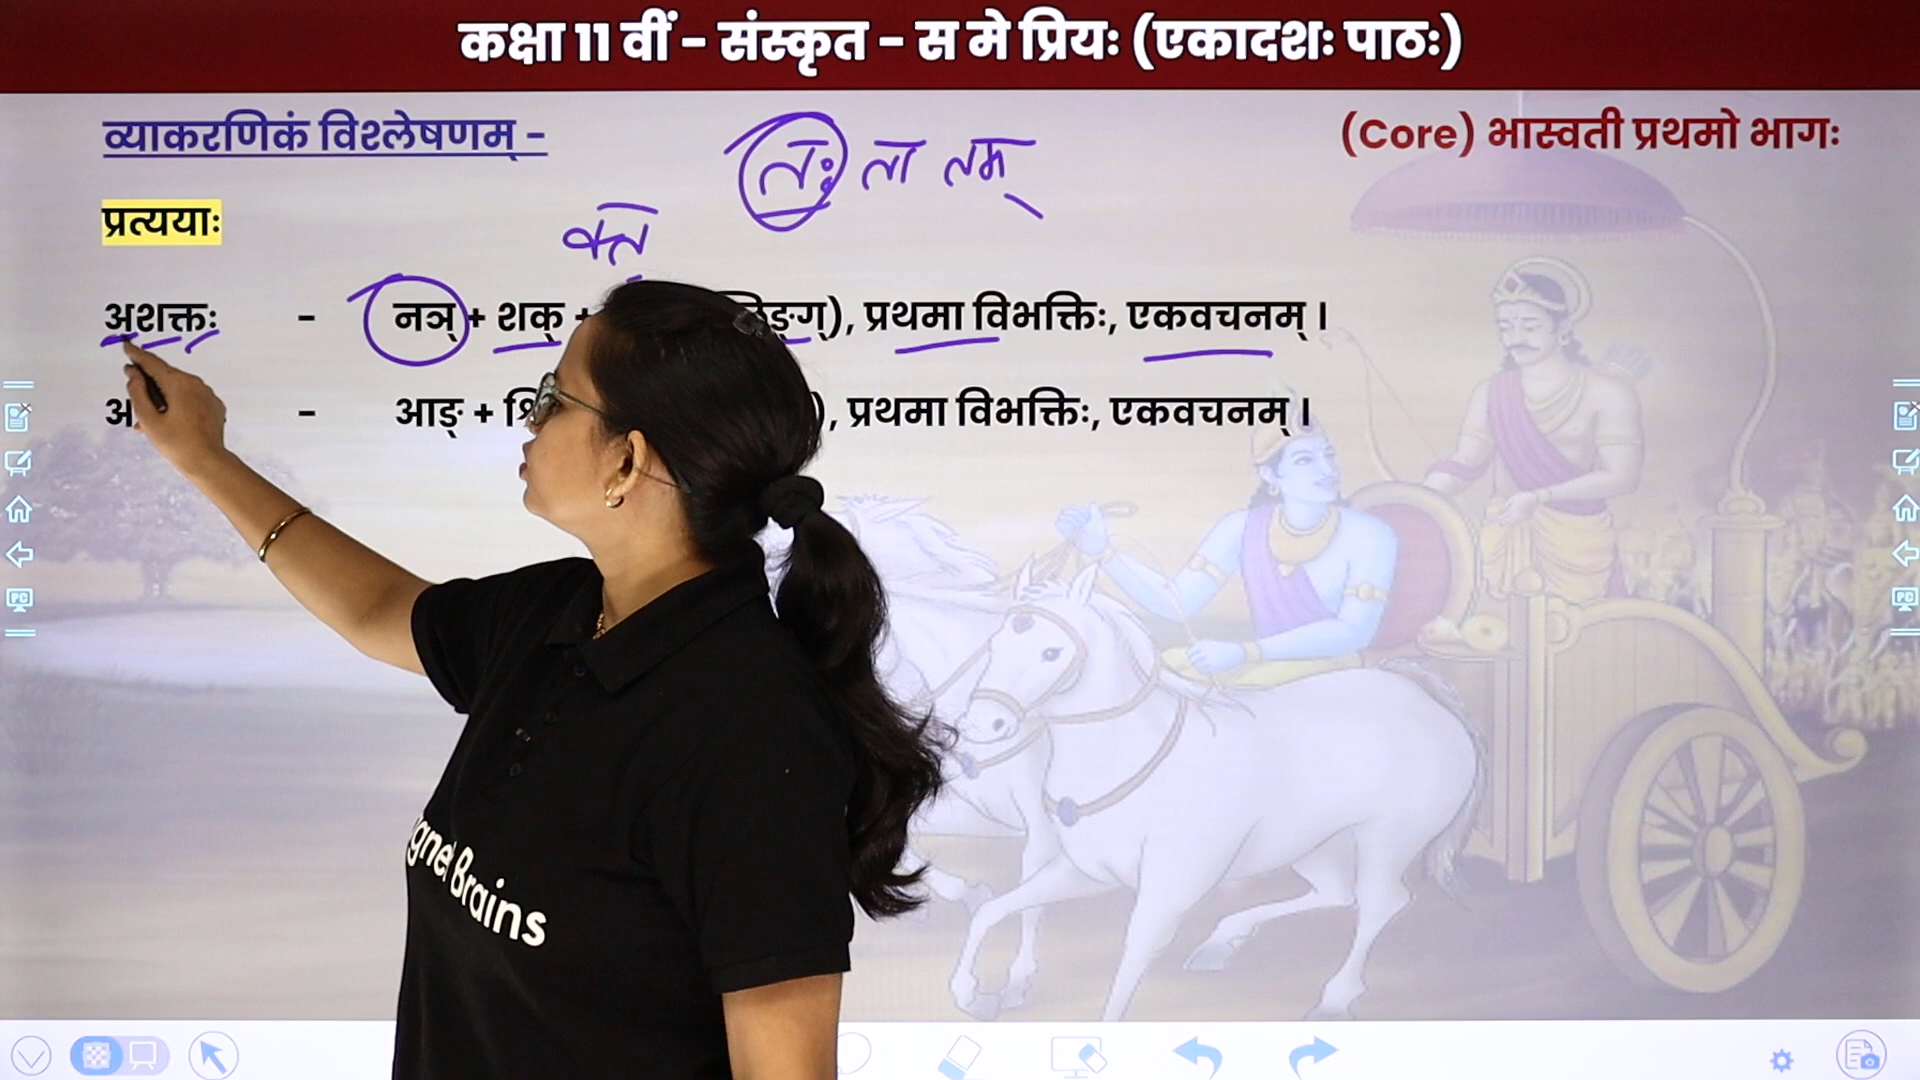 कक्षा 11 वीं - संस्कृत - स मे प्रियः (एकादशः पाठः)
व्याकरणिकं विश्लेषणम् -
(Core) भास्वती प्रथमो भागः
तः ता तम्
प्रत्ययाः
क्त
अशक्तः - नञ् + शक् + प्रथमा विभक्तिः, एकवचनम् ।
- आङ् + प्रथमा विभक्तिः, एकवचनम् ।
Brains